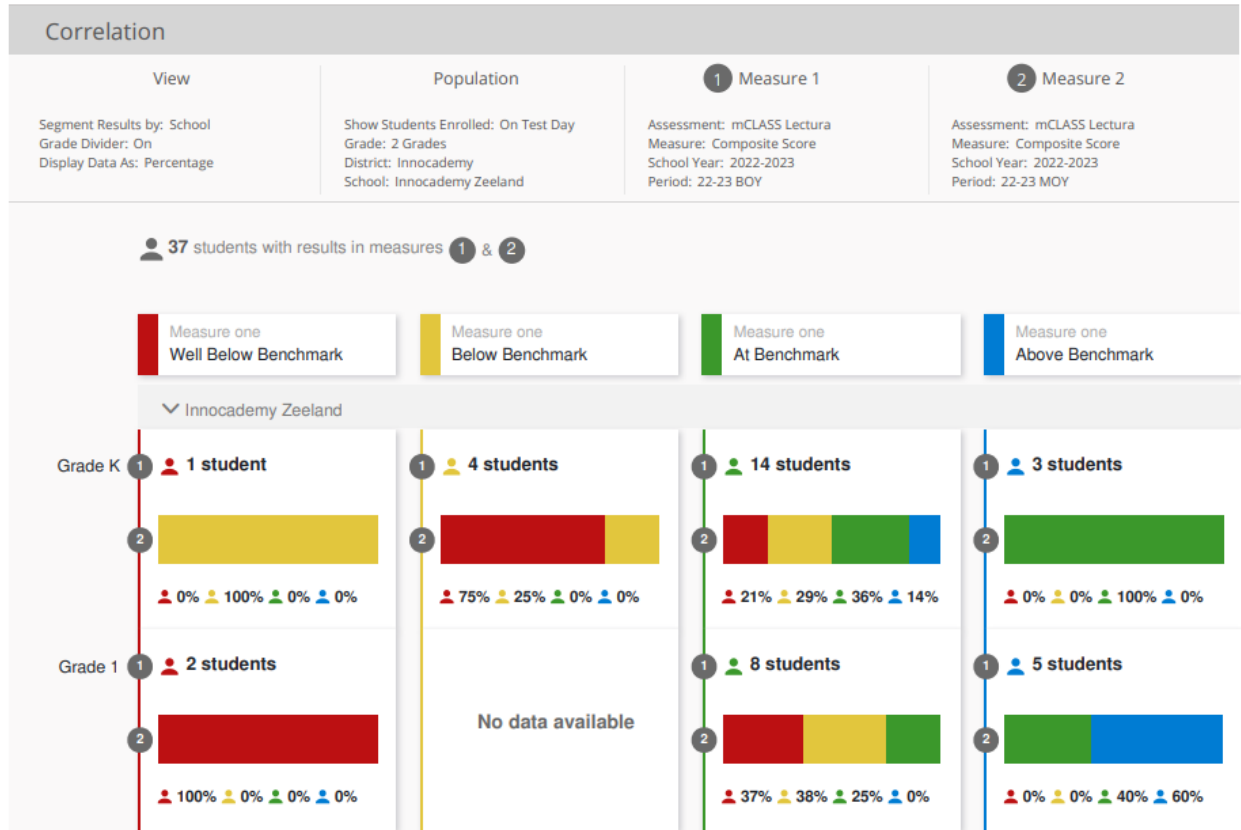 Correlation
View
Segment Results by: School
Grade Divider: On
Display Data As: Percentage
Population
Show Students Enrolled: On Test Day
Grade: 2 Grades
District: Innocademy
School: Innocademy Zeeland
1 Measure 1
Assessment: mCLASS Lectura
Measure: Composite Score
School Year: 2022-2023
Period: 22-23 BOY
2 Measure 2
Assessment: mCLASS Lectura
Measure: Composite Score
School Year: 2022-2023
Period: 22-23 MOY
37 students with results in measures 1 & 2
Measure one
Well Below Benchmark
Measure one
Below Benchmark
Measure one
At Benchmark
Measure one
Above Benchmark
Innocademy Zeeland
Grade K
1 1 student
2
0% 100% 0% 0%
1 4 students
2
75% 25% 0% 0%
1 14 students
2
21% 29% 36% 14%
1 3 students
2
0% 0% 100% 0%
Grade 1
1 2 students
2
100% 0% 0% 0%
No data available
1 8 students
2
37% 38% 25% 0%
1 5 students
2
0% 0% 40% 60%